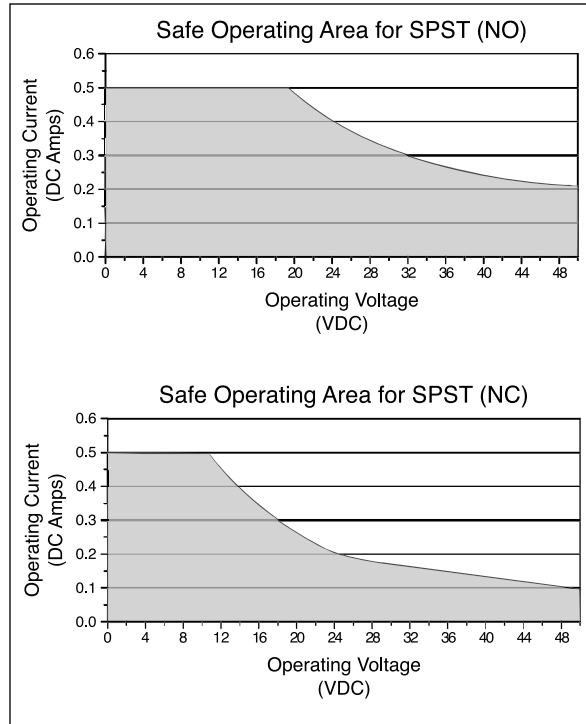 Safe Operating Area for SPST (NO)
Operating Current
(DC Amps)
0.6
0.5
0.4
0.3
0.2
0.1
0.0
0 4 8 12 16 20 24 28 32 36 40 44 48
Operating Voltage
(VDC)
Safe Operating Area for SPST (NC)
Operating Current
(DC Amps)
0.6
0.5
0.4
0.3
0.2
0.1
0.0
0 4 8 12 16 20 24 28 32 36 40 44 48
Operating Voltage
(VDC)